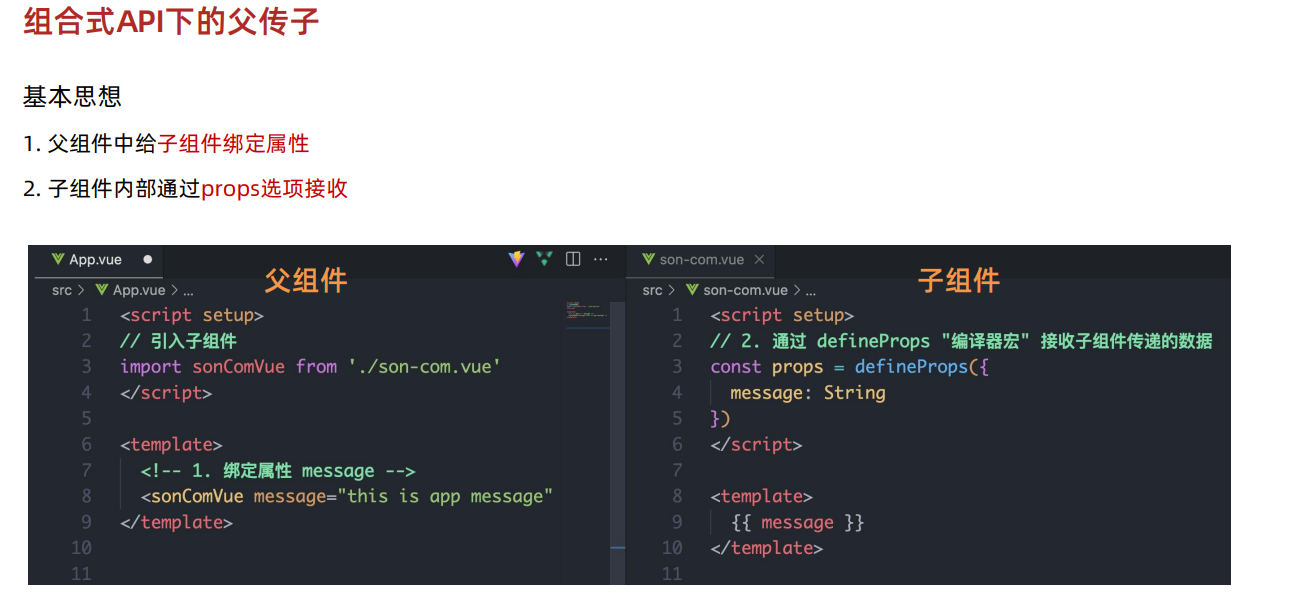 组合式API下的父传子
基本思想
1. 父组件中给子组件绑定属性
2. 子组件内部通过props选项接收
App.vue
父组件
src > App.vue > ...
1 <script setup>
2 // 引入子组件
3 import sonComVue from './son-com.vue'
4 </script>
5
6 <template>
7 <!-- 1. 绑定属性 message -->
8 <sonComVue message="this is app message"
9 </template>
10
11
son-com.vue
子组件
src > son-com.vue > ...
1 <script setup>
2 // 2. 通过 defineProps "编译器宏" 接收子组件传递的数据
3 const props = defineProps({
4 message: String
5 })
6 </script>
7
8 <template>
9 {{ message }}
10 </template>
11